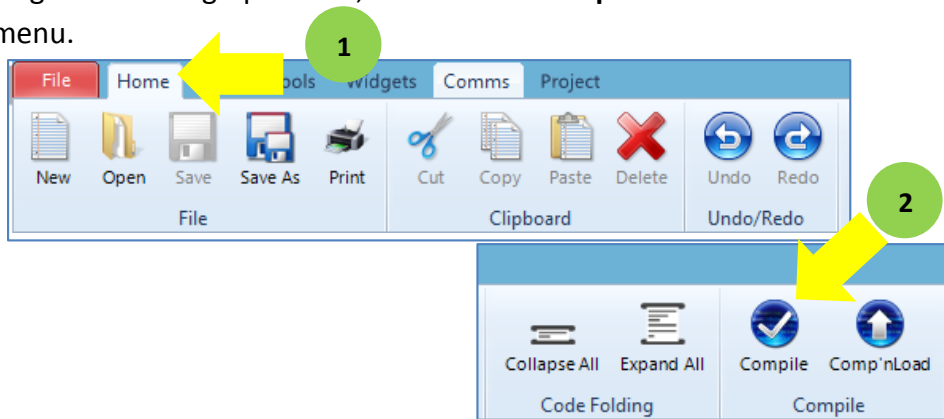 menu.
1
File Home Widgets Comms Project
New Open Save Save As Print Cut Copy Paste Delete Undo Redo
File Clipboard Undo/Redo
2
Collapse All Expand All Compile Comp'nLoad
Code Folding Compile